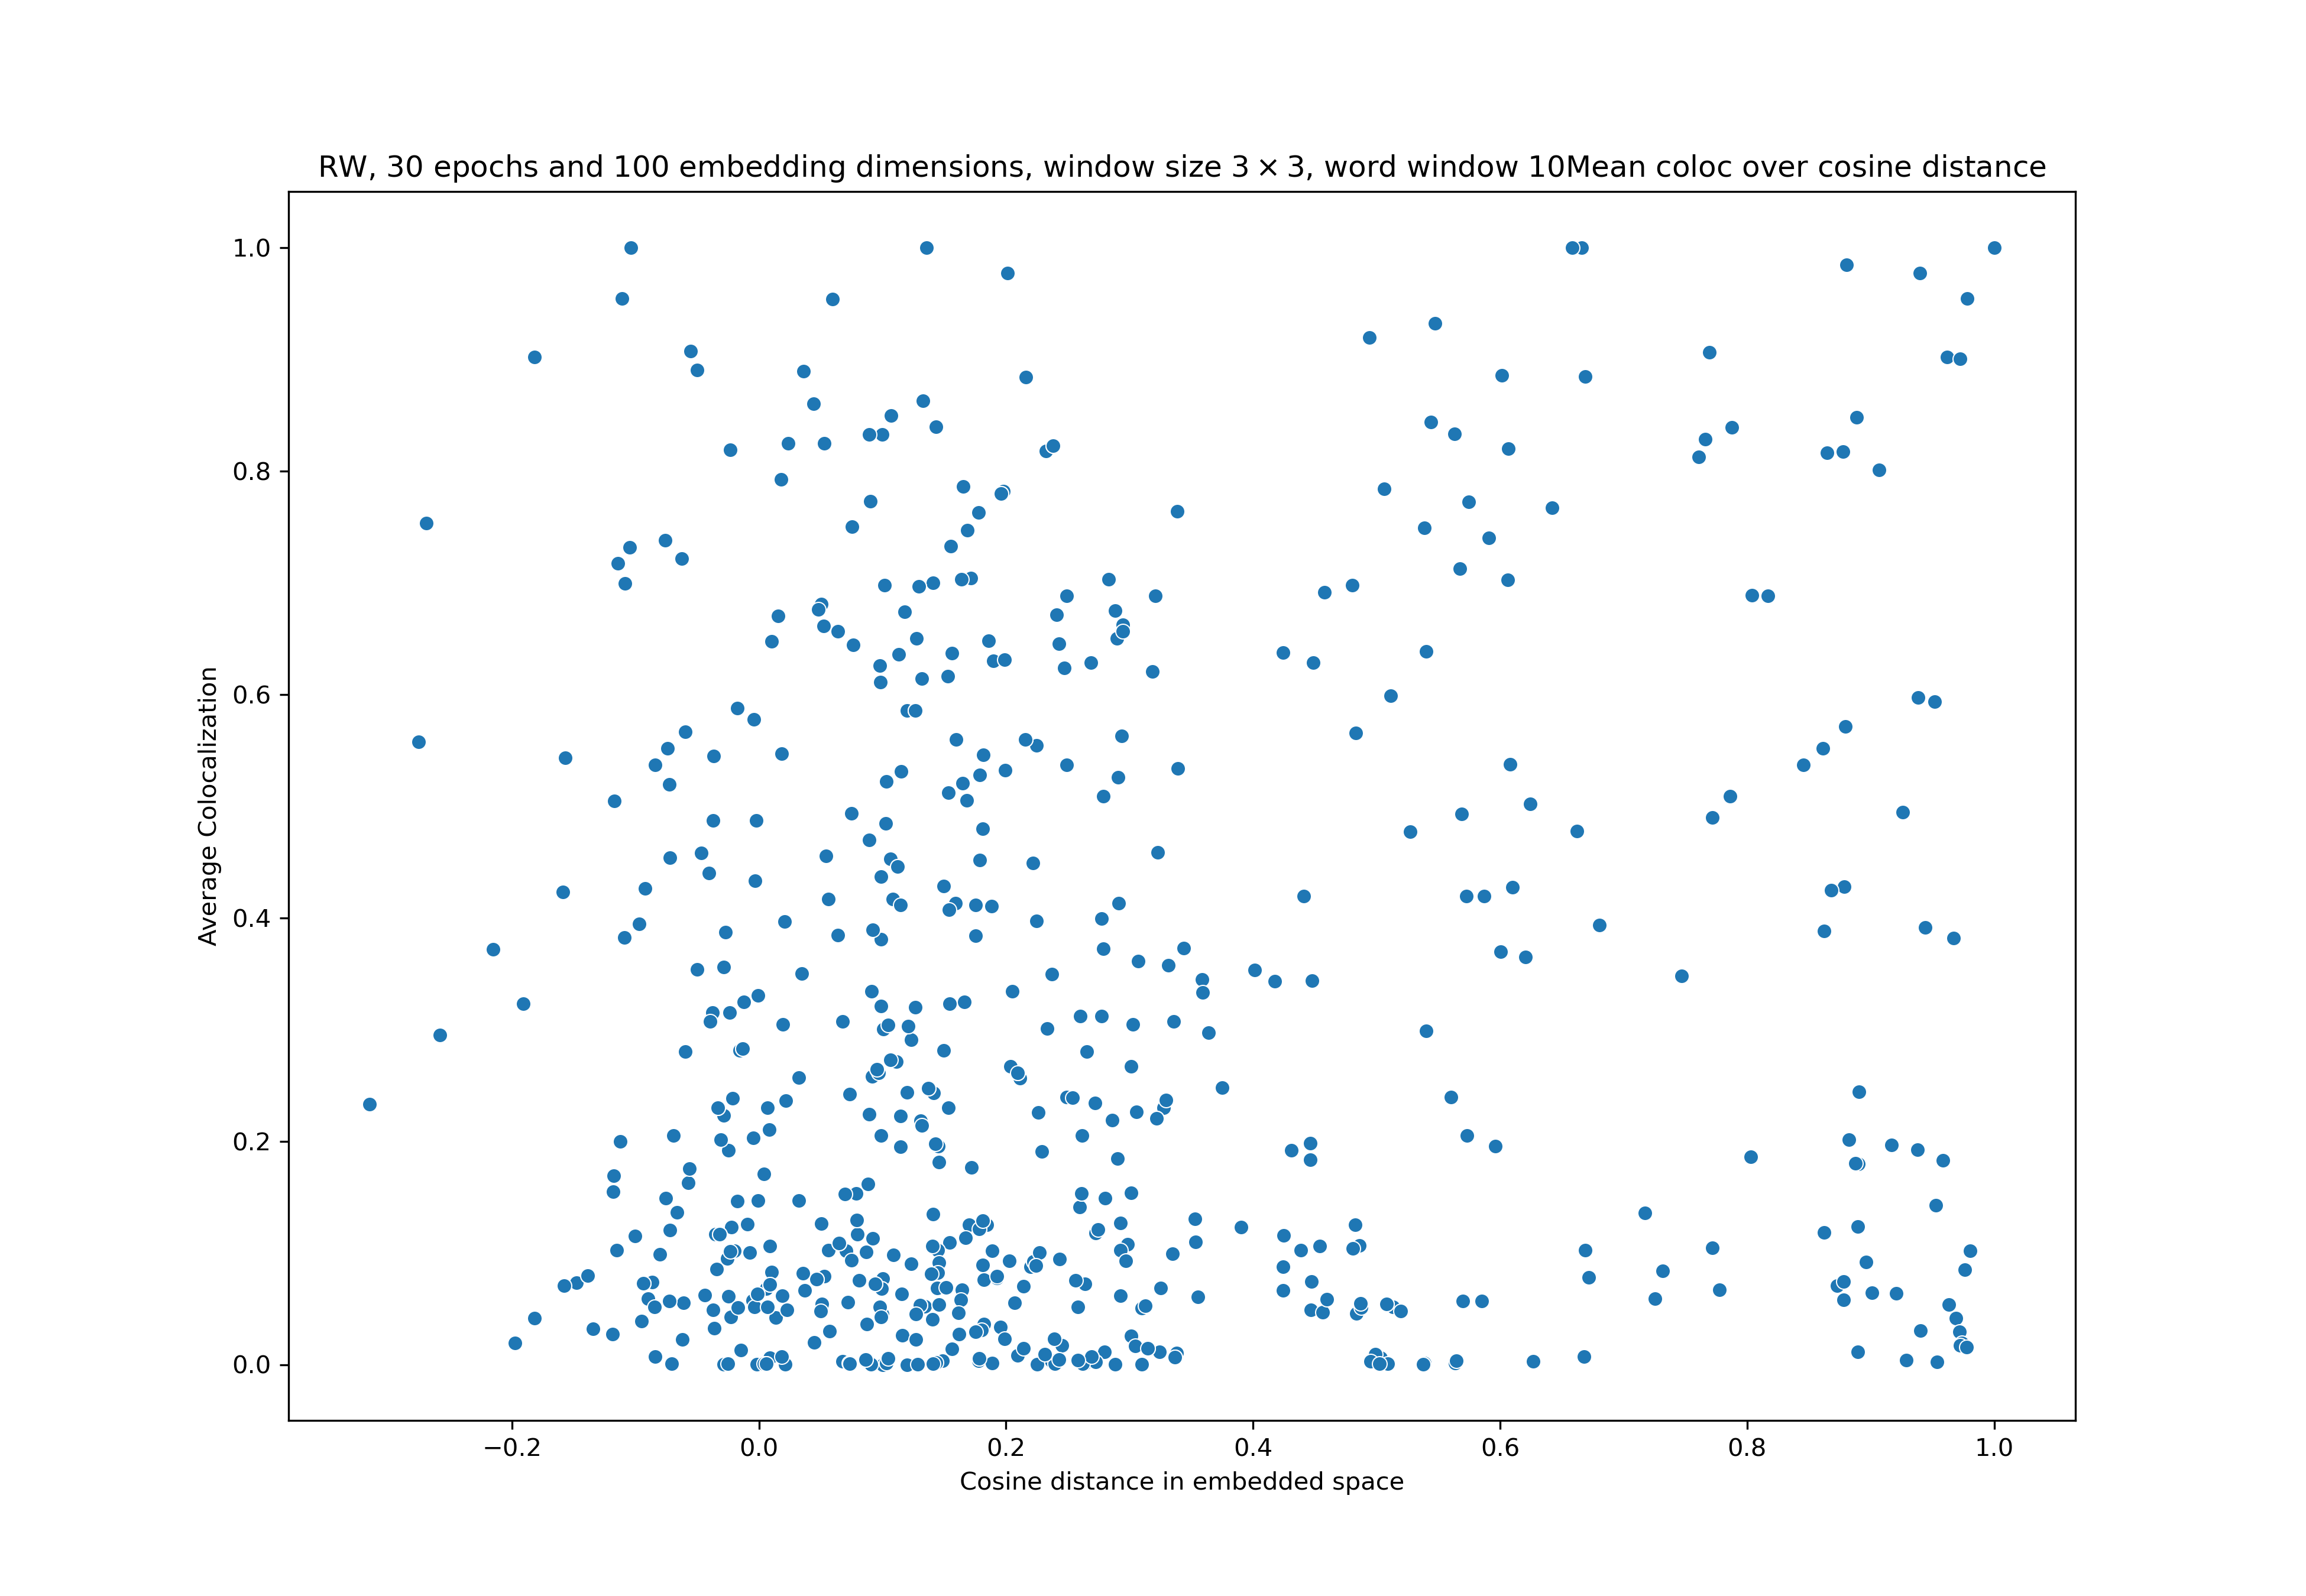 RW, 30 epochs and 100 embedding dimensions, window size 3 × 3, word window 10Mean coloc over cosine distance
1.0
0.8
0.6
0.4
0.2
0.0
Average Colocalization
−0.2 0.0 0.2 0.4 0.6 0.8 1.0
Cosine distance in embedded space